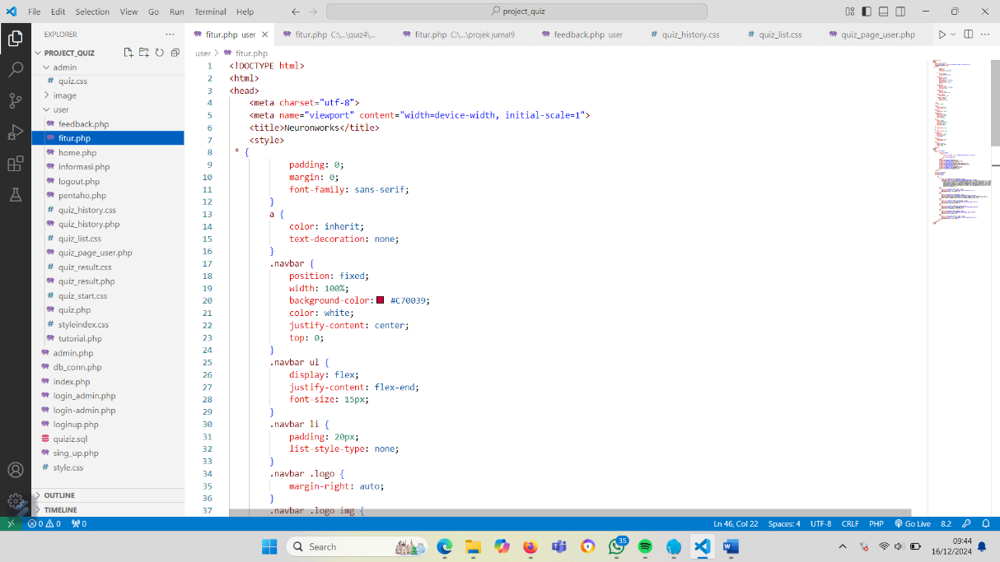 File Edit Selection View Go Run Terminal Help
project_quiz
EXPLORER
PROJECT_QUIZ
admin
# quiz.css
image
user
feedback.php
fitur.php
home.php
informasi.php
logout.php
pentaho.php
# quiz_history.css
quiz_history.php
# quiz_list.css
quiz_page_user.php
# quiz_result.css
quiz_result.php
# quiz_start.css
quiz.php
# styleindex.css
tutorial.php
admin.php
db_conn.php
index.php
login_admin.php
login-admin.php
loginup.php
quiziz.sql
sing_up.php
# style.css
OUTLINE
TIMELINE
fitur.php user
fitur.php C:\...\quiz4\...
fitur.php C:\...\projek jurnal9
feedback.php user
# quiz_history.css
# quiz_list.css
quiz_page_user.php
user > fitur.php
1 <!DOCTYPE html>
2 <html>
3 <head>
4 <meta charset="utf-8">
5 <meta name="viewport" content="width=device-width, initial-scale=1">
6 <title>Neuronworks</title>
7 <style>
8 * {
9 padding: 0;
10 margin: 0;
11 font-family: sans-serif;
12 }
13 a {
14 color: inherit;
15 text-decoration: none;
16 }
17 .navbar {
18 position: fixed;
19 width: 100%;
20 background-color: #C70039;
21 color: white;
22 justify-content: center;
23 top: 0;
24 }
25 .navbar ul {
26 display: flex;
27 justify-content: flex-end;
28 font-size: 15px;
29 }
30 .navbar li {
31 padding: 20px;
32 list-style-type: none;
33 }
34 .navbar .logo {
35 margin-right: auto;
36 }
37 .navbar .logo img {
0 0 0
Ln 46, Col 22 Spaces: 4 UTF-8 CRLF PHP Go Live 8.2
Search
35
09:44
16/12/2024